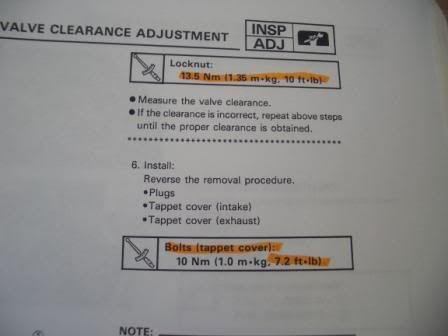 VALVE CLEARANCE ADJUSTMENT
INSP
ADJ
Locknut:
13.5 Nm (1.35 m•kg, 10 ft•lb)
● Measure the valve clearance.
● If the clearance is incorrect, repeat above steps
until the proper clearance is obtained.
****************************************
6. Install:
Reverse the removal procedure.
•Plugs
•Tappet cover (intake)
•Tappet cover (exhaust)
Bolts (tappet cover):
10 Nm (1.0 m•kg, 7.2 ft•lb)
NOTE: